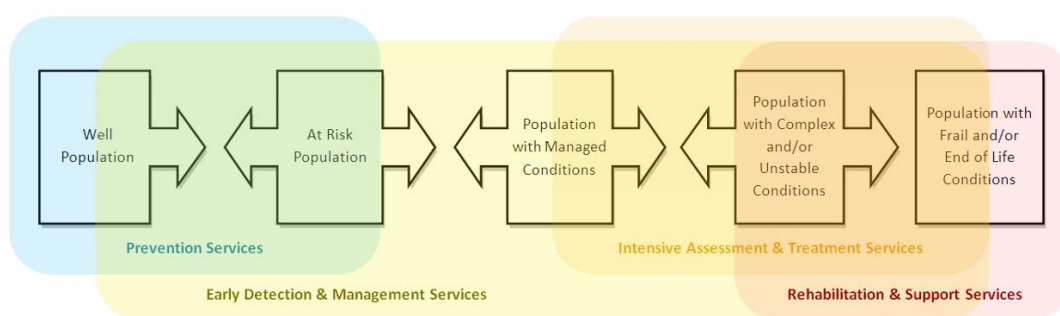 Well
Population
At Risk
Population
Population
with Managed
Conditions
Population
with Complex
and/or
Unstable
Conditions
Population with
Frail and/or
End of Life
Conditions
Prevention Services
Intensive Assessment & Treatment Services
Early Detection & Management Services
Rehabilitation & Support Services